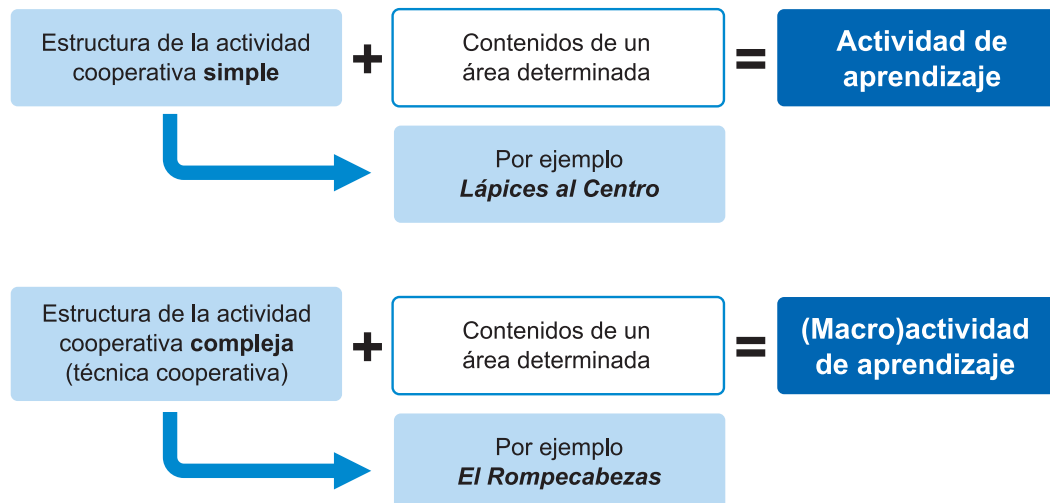 Estructura de la actividad
cooperativa simple
+
Contenidos de un
área determinada
=
Actividad de
aprendizaje
Por ejemplo
Lápices al Centro
Estructura de la actividad
cooperativa compleja
(técnica cooperativa)
+
Contenidos de un
área determinada
=
(Macro)actividad
de aprendizaje
Por ejemplo
El Rompecabezas